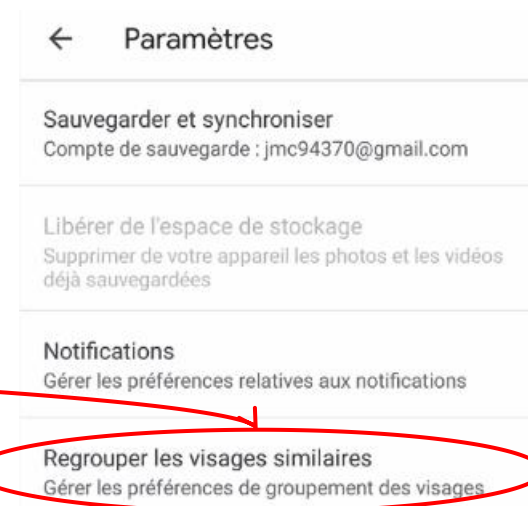 Paramètres
Sauvegarder et synchroniser
Compte de sauvegarde : jmc94370@gmail.com
Libérer de l'espace de stockage
Supprimer de votre appareil les photos et les vidéos
déjà sauvegardées
Notifications
Gérer les préférences relatives aux notifications
Regrouper les visages similaires
Gérer les préférences de groupement des visages